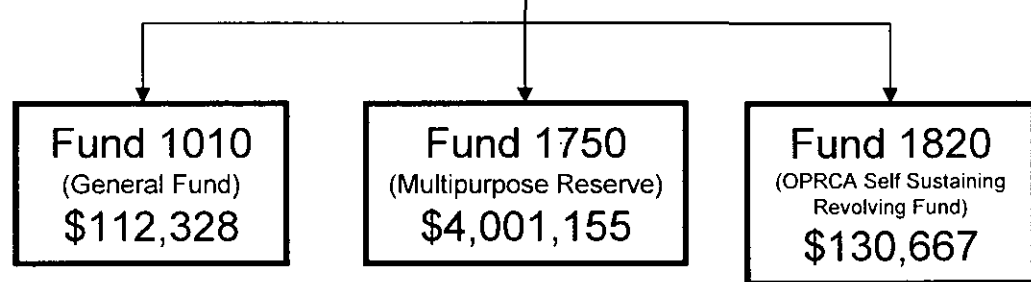 Fund 1010
(General Fund)
$112,328
Fund 1750
(Multipurpose Reserve)
$4,001,155
Fund 1820
(OPRCA Self Sustaining
Revolving Fund)
$130,667